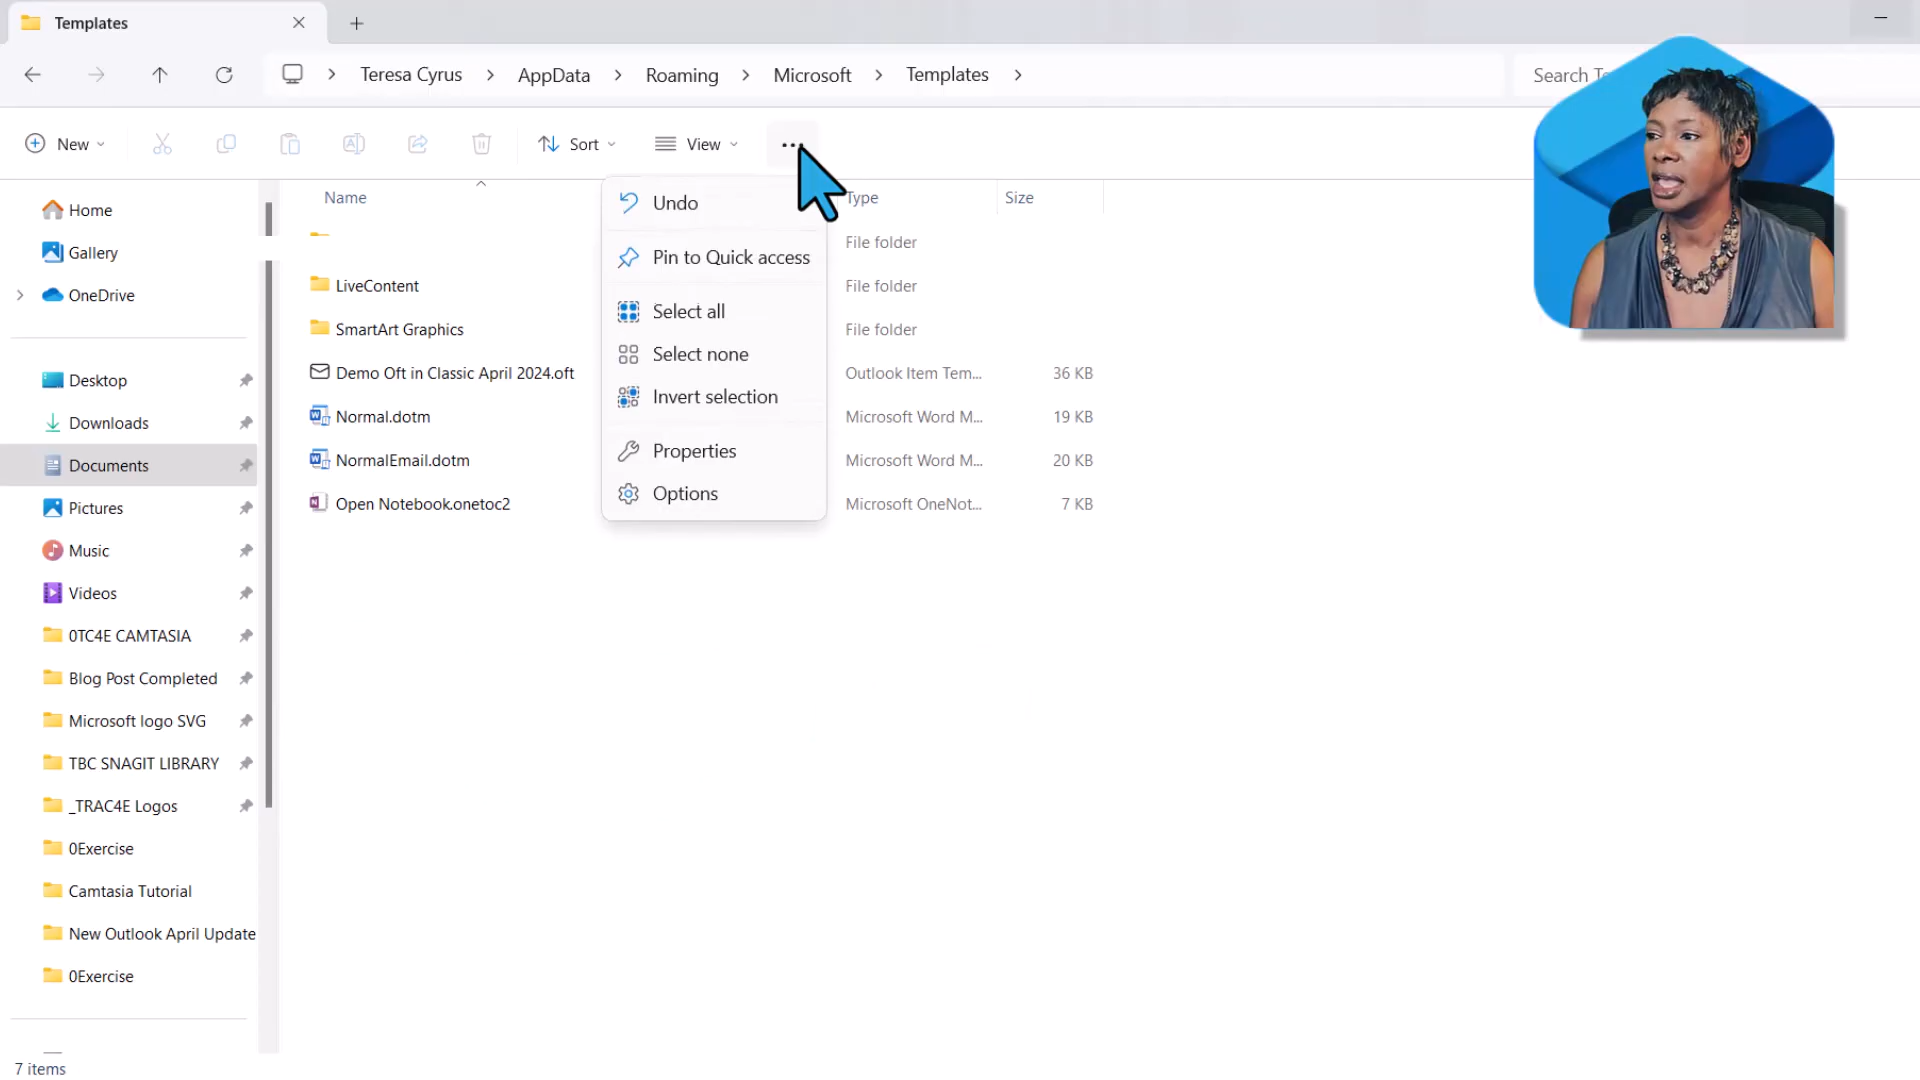 Templates
Teresa Cyrus > AppData > Roaming > Microsoft > Templates >
Search
New
Sort
View
Name
Type
Size
Home
Gallery
OneDrive
Desktop
Downloads
Documents
Pictures
Music
Videos
0TC4E CAMTASIA
Blog Post Completed
Microsoft logo SVG
TBC SNAGIT LIBRARY
_TRAC4E Logos
0Exercise
Camtasia Tutorial
New Outlook April Update
0Exercise
File folder
LiveContent File folder
SmartArt Graphics File folder
Demo Oft in Classic April 2024.oft Outlook Item Tem... 36 KB
Normal.dotm Microsoft Word M... 19 KB
NormalEmail.dotm Microsoft Word M... 20 KB
Open Notebook.onetoc2 Microsoft OneNot... 7 KB
Undo
Pin to Quick access
Select all
Select none
Invert selection
Properties
Options
7 items